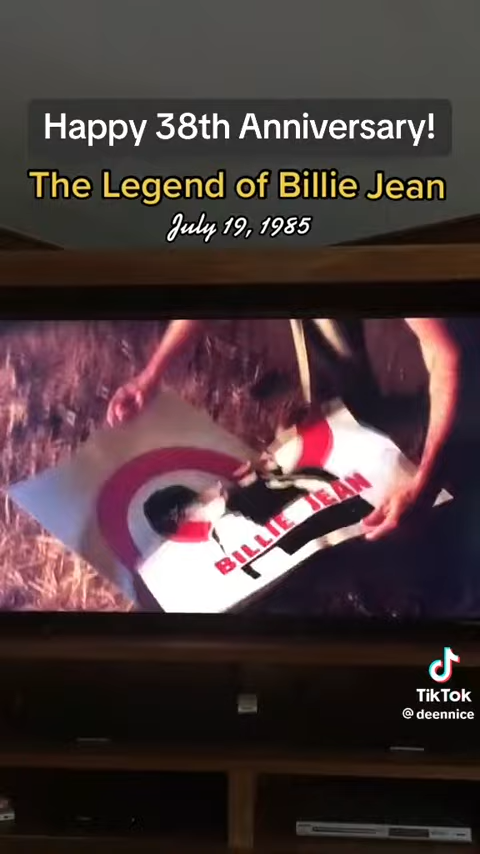 Happy 38th Anniversary!
The Legend of Billie Jean
July 19, 1985
BILLIE JEAN
TikTok
@deennice